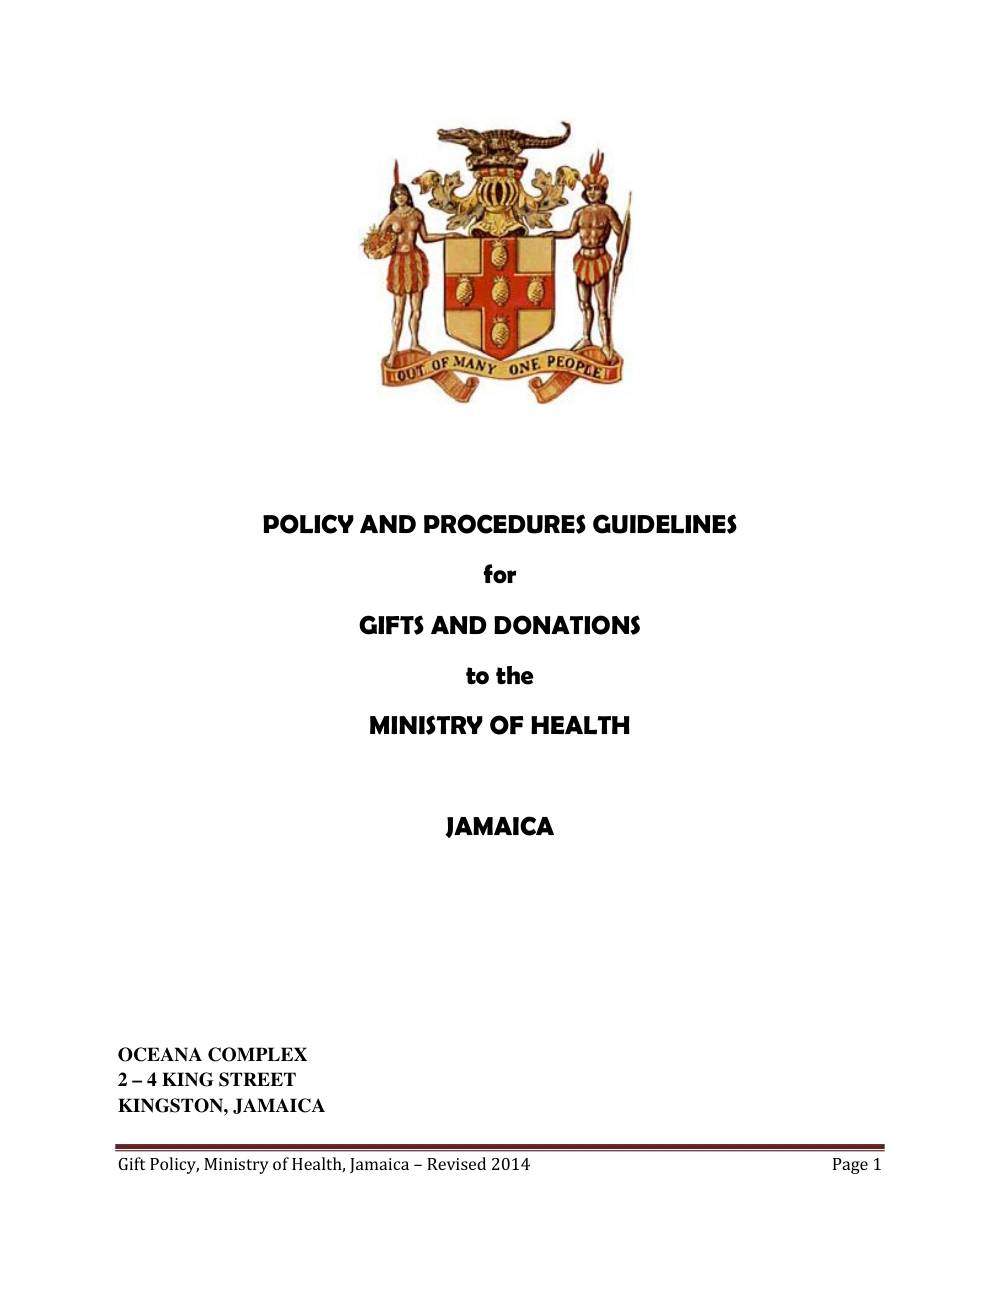 OUT OF MANY ONE PEOPLE
POLICY AND PROCEDURES GUIDELINES
for
GIFTS AND DONATIONS
to the
MINISTRY OF HEALTH
JAMAICA
OCEANA COMPLEX
2 – 4 KING STREET
KINGSTON, JAMAICA
Gift Policy, Ministry of Health, Jamaica – Revised 2014 Page 1